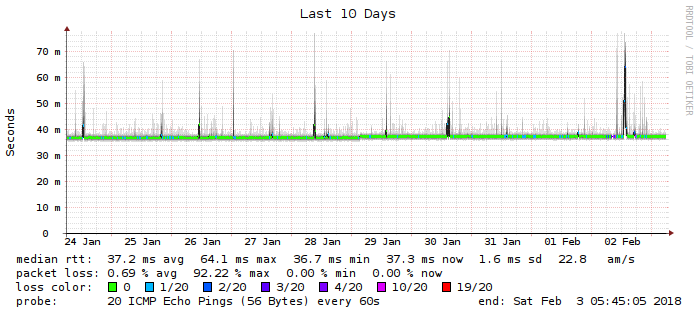 Last 10 Days
RRDTOOL / TOBI OETIKER
Seconds
70 m
60 m
50 m
40 m
30 m
20 m
10 m
0
24 Jan 25 Jan 26 Jan 27 Jan 28 Jan 29 Jan 30 Jan 31 Jan 01 Feb 02 Feb
median rtt: 37.2 ms avg 64.1 ms max 36.7 ms min 37.3 ms now 1.6 ms sd 22.8 am/s
packet loss: 0.69 % avg 92.22 % max 0.00 % min 0.00 % now
loss color: 0 1/20 2/20 3/20 4/20 10/20 19/20
probe: 20 ICMP Echo Pings (56 Bytes) every 60s end: Sat Feb 3 05:45:05 2018